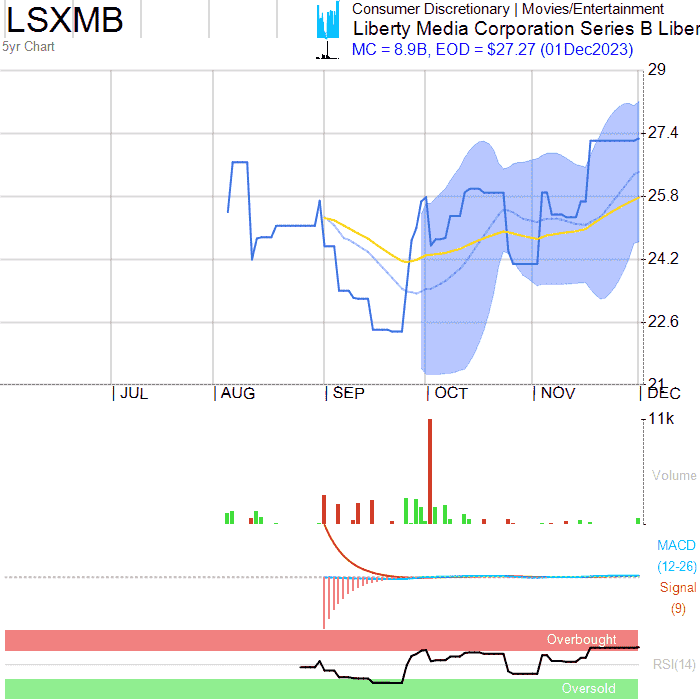 LSXMB
5yr Chart
Consumer Discretionary | Movies/Entertainment
Liberty Media Corporation Series B Liber
MC = 8.9B, EOD = $27.27 (01Dec2023)
29
27.4
25.8
24.2
22.6
21
JUL
AUG
SEP
OCT
NOV
DEC
11k
Volume
MACD
(12-26)
Signal
(9)
Overbought
RSI(14)
Oversold